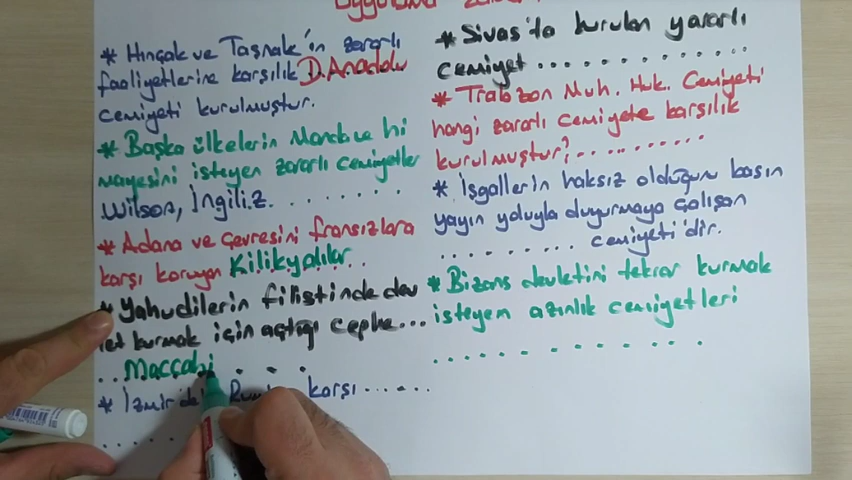 * Hınçak ve Taşnak'ın zararlı
faaliyetlerine karşılık D.Anadolu
cemiyeti kurulmuştur.
* Başka ülkelerin Manda ve hi
mayesini isteyen zararlı cemiyetler
Wilson, İngiliz. . . . . . . .
* Adana ve çevresini fransızlara
karşı koruyan Kilikyalılar . .
* Yahudilerin filistinde dev
let kurmak için açtığı cephe...
. . Maccabi . . .
* İzmir'de karşı . . . . .
. . . .
* Sivas'ta kurulan yararlı
cemiyet . . . . . . . . . . . .
* Trabzon Muh. Huk. Cemiyeti
hangi zararlı cemiyete karşılık
kurulmuştur? . . . . . . . . . .
* İşgallerin haksız olduğunu basın
yayın yoluyla duyurmaya çalışan
. . . . . . . . . cemiyeti'dir.
* Bizans devletini tekrar kurmak
isteyen azınlık cemiyetleri
. . . . . . . . . . . . .